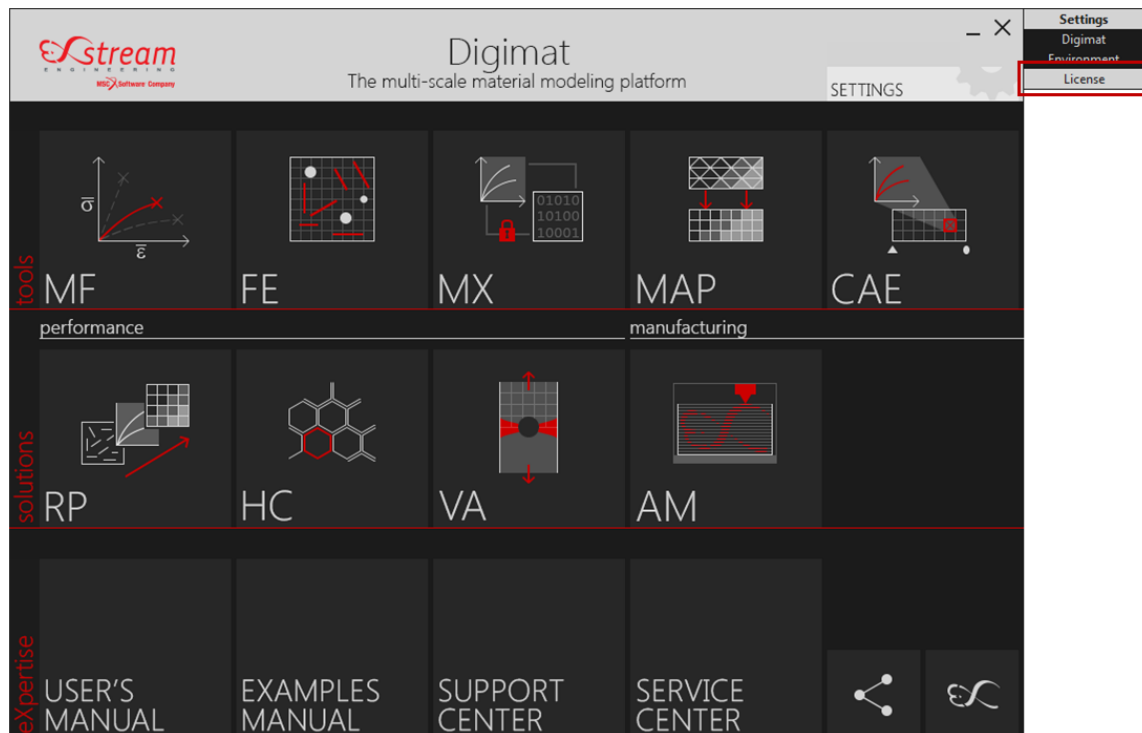 eXstream
ENGINEERING
MSC Software Company
Digimat
The multi-scale material modeling platform
SETTINGS
Settings
Digimat
Environment
License
tools
σ
ε
MF
FE
01010
10100
10001
MX
MAP
CAE
performance
manufacturing
solutions
RP
HC
VA
AM
eXpertise
USER'S
MANUAL
EXAMPLES
MANUAL
SUPPORT
CENTER
SERVICE
CENTER